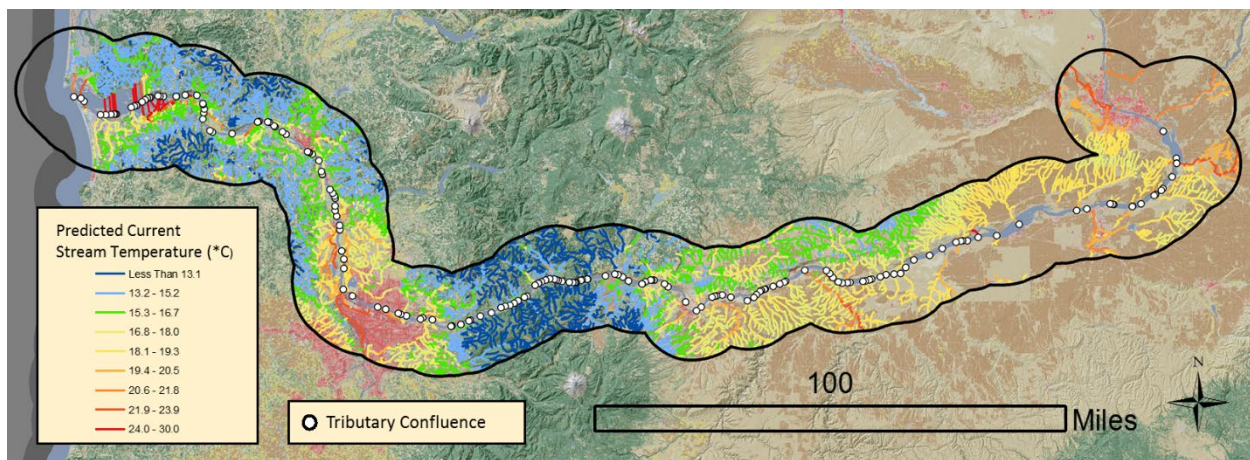 Predicted Current
Stream Temperature (*C)
Less Than 13.1
13.2 - 15.2
15.3 - 16.7
16.8 - 18.0
18.1 - 19.3
19.4 - 20.5
20.6 - 21.8
21.9 - 23.9
24.0 - 30.0
Tributary Confluence
100
Miles
N